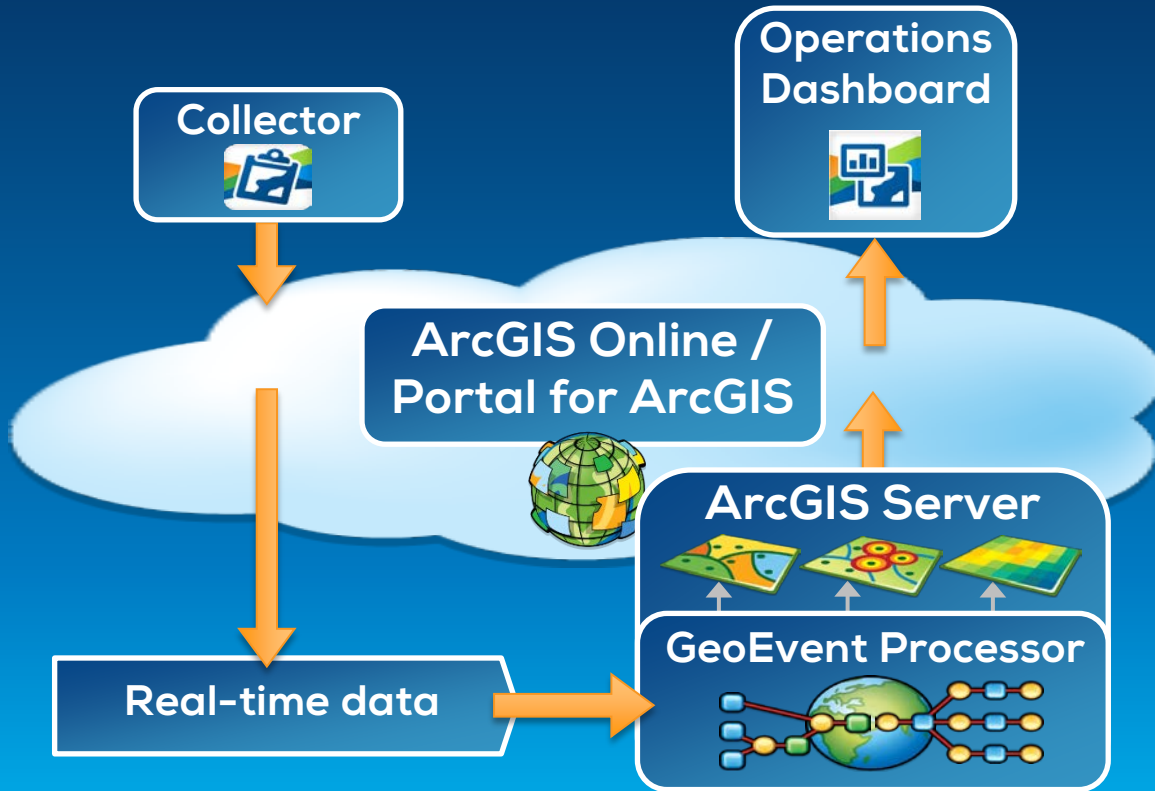 Operations
Dashboard
Collector
ArcGIS Online /
Portal for ArcGIS
ArcGIS Server
GeoEvent Processor
Real-time data